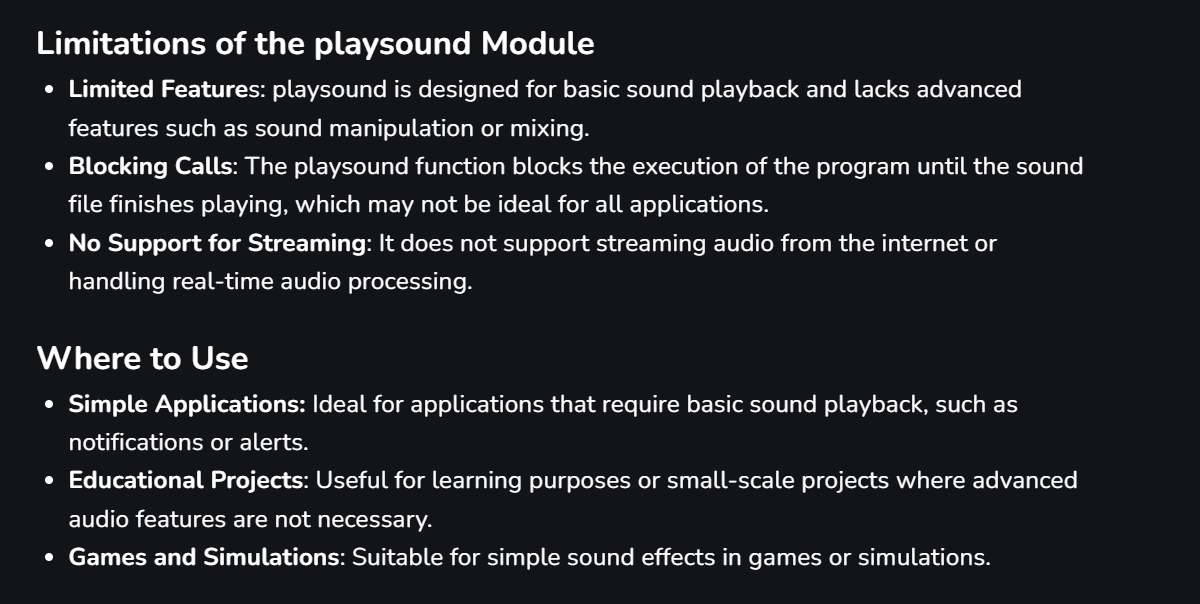 Limitations of the playsound Module
• Limited Features: playsound is designed for basic sound playback and lacks advanced
features such as sound manipulation or mixing.
• Blocking Calls: The playsound function blocks the execution of the program until the sound
file finishes playing, which may not be ideal for all applications.
• No Support for Streaming: It does not support streaming audio from the internet or
handling real-time audio processing.
Where to Use
• Simple Applications: Ideal for applications that require basic sound playback, such as
notifications or alerts.
• Educational Projects: Useful for learning purposes or small-scale projects where advanced
audio features are not necessary.
• Games and Simulations: Suitable for simple sound effects in games or simulations.